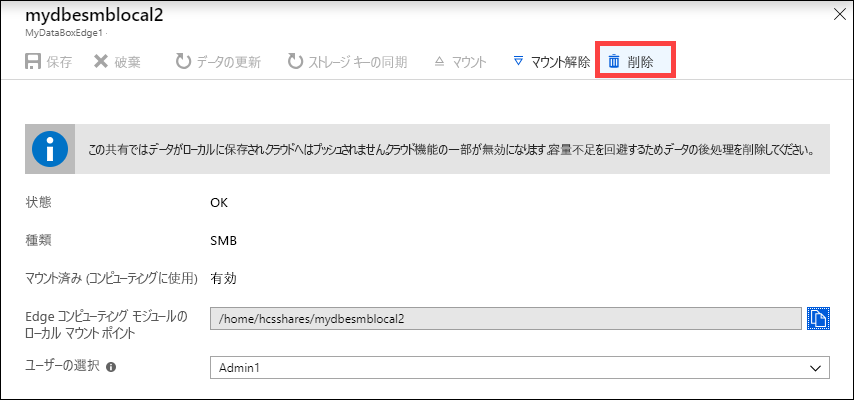 mydbesmblocal2
MyDataBoxEdge1
保存 破棄 データの更新 ストレージ キーの同期 マウント マウント解除 削除
この共有ではデータがローカルに保存されクラウドへはプッシュされません。クラウド機能の一部が無効になります。容量不足を回避するためデータの後処理を削除してください。
状態 OK
種類 SMB
マウント済み (コンピューティングに使用) 有効
Edge コンピューティング モジュールの
ローカル マウント ポイント
/home/hcsshares/mydbesmblocal2
ユーザーの選択 Admin1